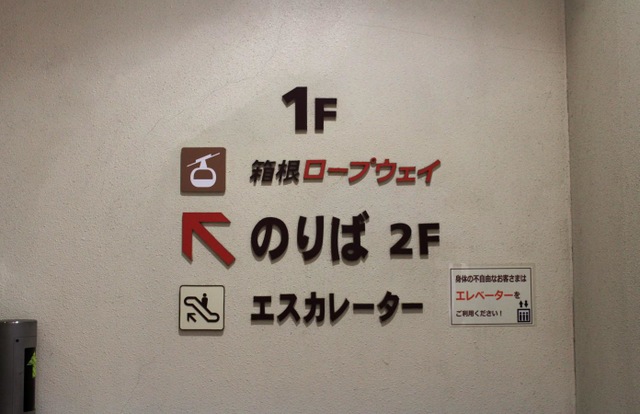 1F
箱根ロープウェイ
のりば 2F
エスカレーター
身体の不自由なお客さまは
エレベーターを
ご利用ください!